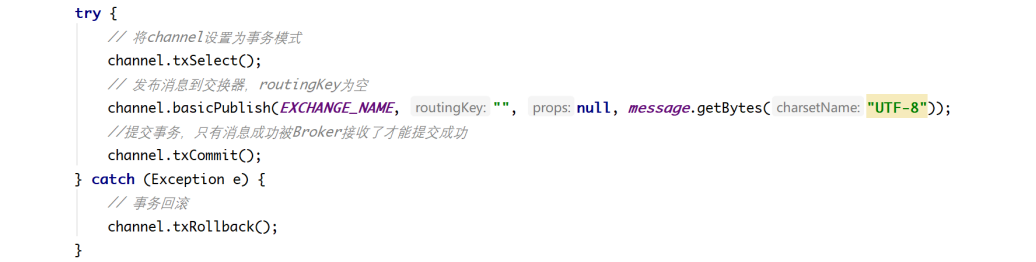 try {
// 将channel设置为事务模式
channel.txSelect();
// 发布消息到交换器，routingKey为空
channel.basicPublish(EXCHANGE_NAME, routingKey: "", props: null, message.getBytes( charsetName: "UTF-8"));
//提交事务，只有消息成功被Broker接收了才能提交成功
channel.txCommit();
} catch (Exception e) {
// 事务回滚
channel.txRollback();
}